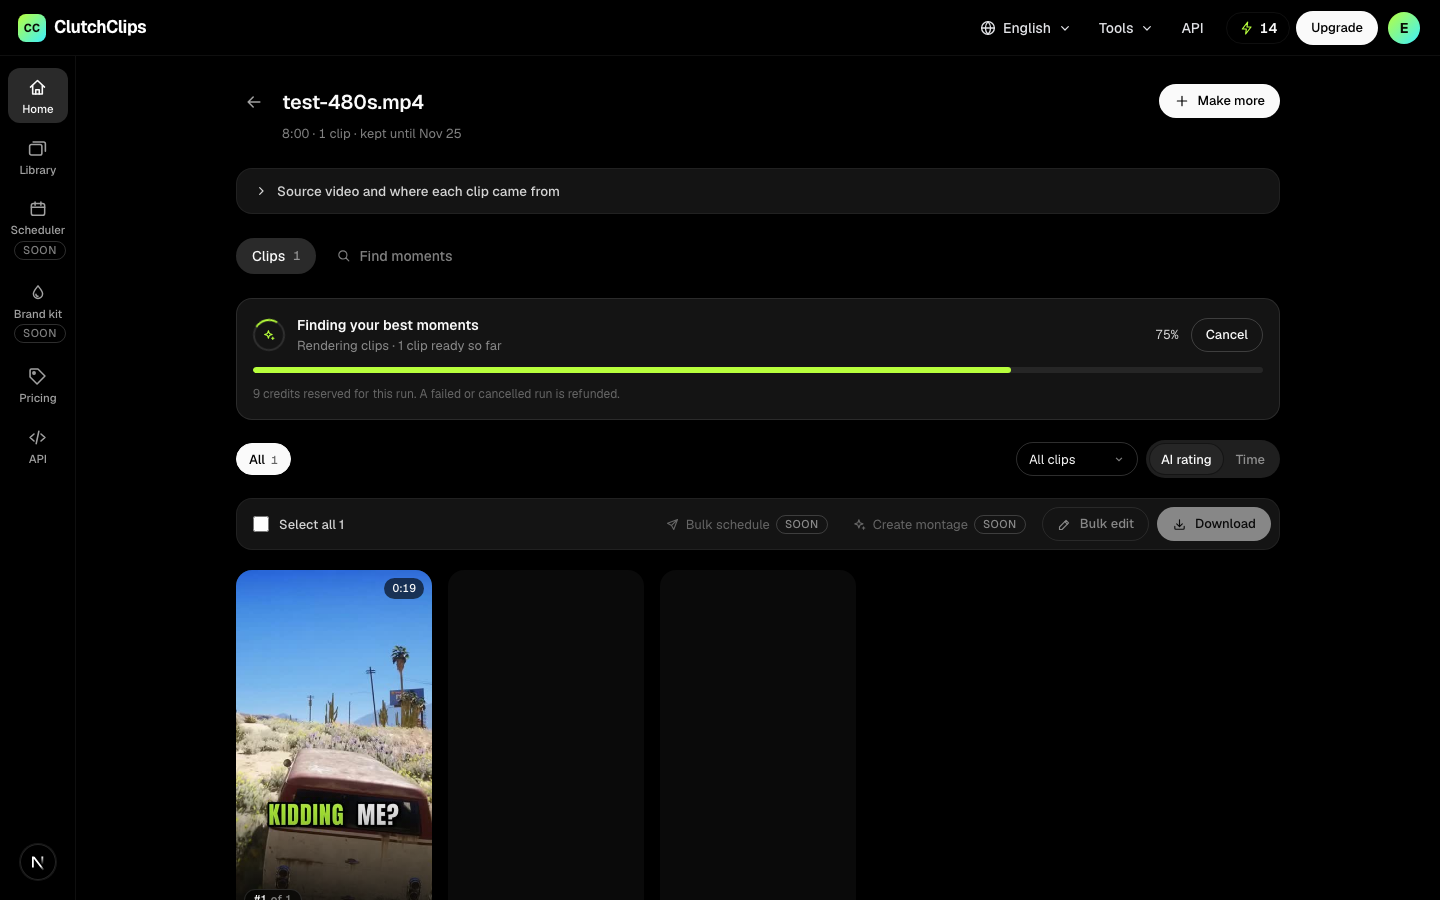 CC ClutchClips
English
Tools
API
14
Upgrade
E
Home
Library
Scheduler
SOON
Brand kit
SOON
Pricing
API
N
test-480s.mp4
Make more
8:00 · 1 clip · kept until Nov 25
Source video and where each clip came from
Clips 1
Find moments
Finding your best moments
Rendering clips · 1 clip ready so far
75%
Cancel
9 credits reserved for this run. A failed or cancelled run is refunded.
All 1
All clips
AI rating
Time
Select all 1
Bulk schedule SOON
Create montage SOON
Bulk edit
Download
0:19
KIDDING ME?
#1 of 1